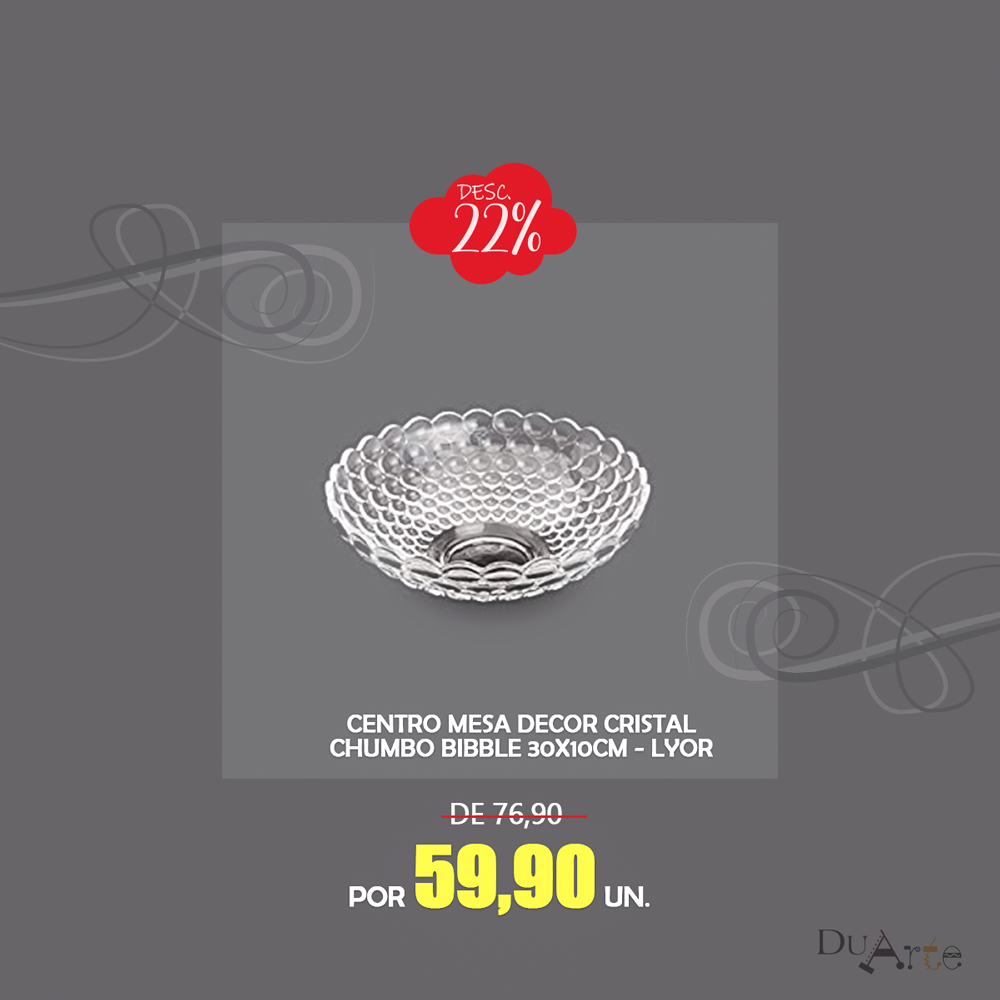 DESC.
22%
CENTRO MESA DECOR CRISTAL
CHUMBO BIBBLE 30X10CM - LYOR
DE 76,90
POR 59,90 UN.
DuArte